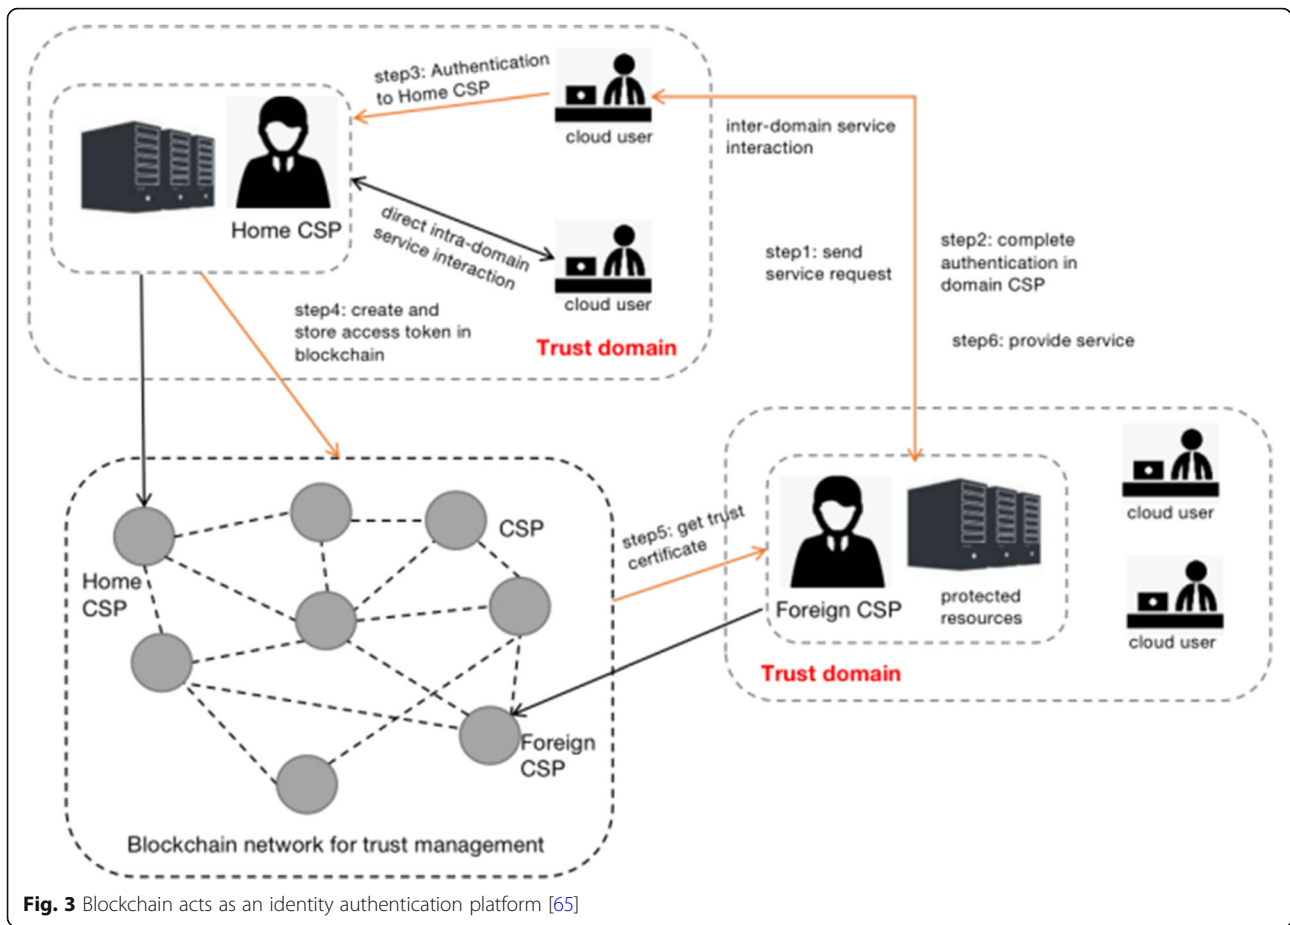 step3: Authentication
to Home CSP
cloud user
inter-domain service
interaction
Home CSP
direct intra-domain
service interaction
cloud user
step1: send
service request
step2: complete
authentication in
domain CSP
step4: create and
store access token in
blockchain
Trust domain
step6: provide service
CSP
step5: get trust
certificate
Home
CSP
Foreign CSP
protected
resources
cloud user
cloud user
Trust domain
Foreign
CSP
Blockchain network for trust management
Fig. 3 Blockchain acts as an identity authentication platform [65]